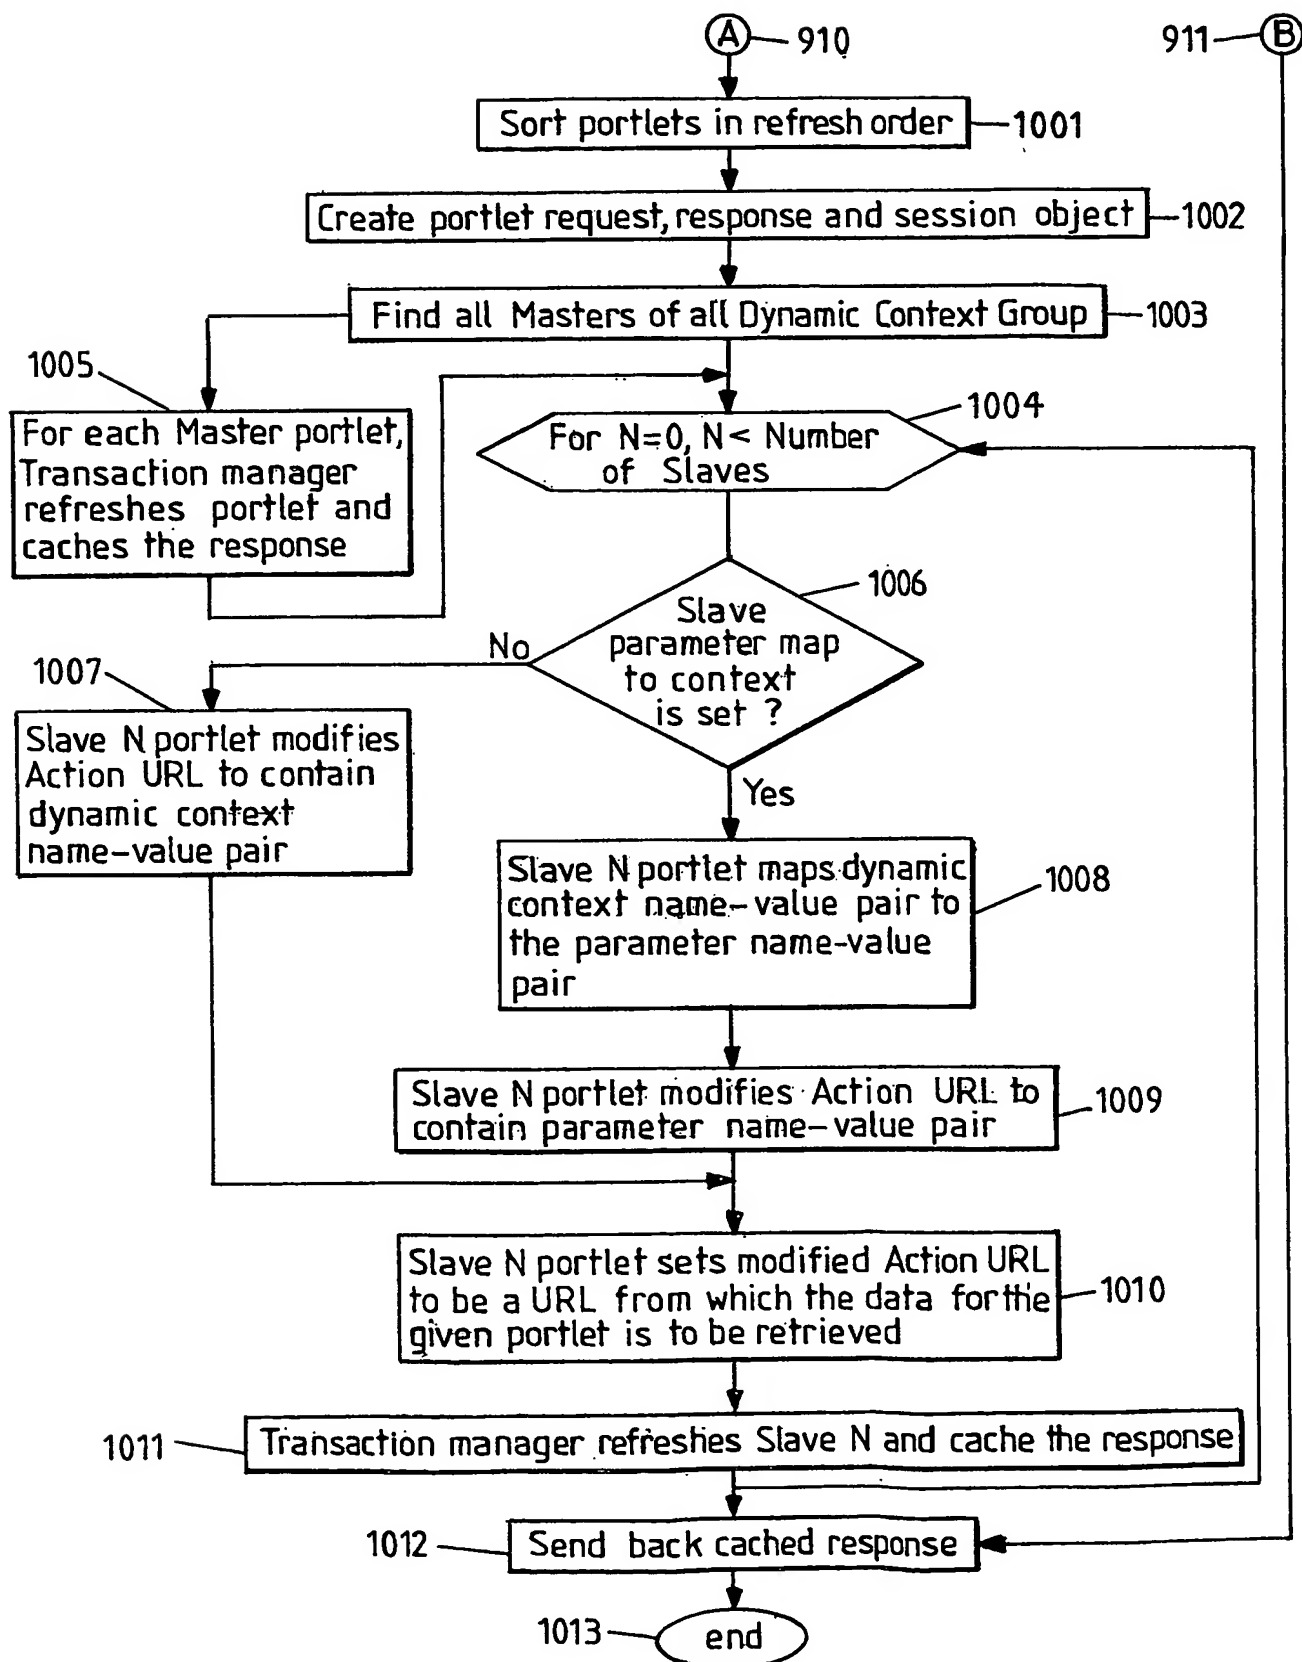 A
910
911
B
Sort portlets in refresh order
1001
Create portlet request, response and session object
1002
Find all Masters of all Dynamic Context Group
1003
1005
For each Master portlet,
Transaction manager
refreshes portlet and
caches the response
For N=0, N < Number
of Slaves
1004
Slave
parameter map
to context
is set ?
1006
No
Yes
1007
Slave N portlet modifies
Action URL to contain
dynamic context
name-value pair
Slave N portlet maps dynamic
context name-value pair to
the parameter name-value
pair
1008
Slave N portlet modifies Action URL to
contain parameter name-value pair
1009
Slave N portlet sets modified Action URL
to be a URL from which the data for the
given portlet is to be retrieved
1010
1011
Transaction manager refreshes Slave N and cache the response
1012
Send back cached response
1013
end